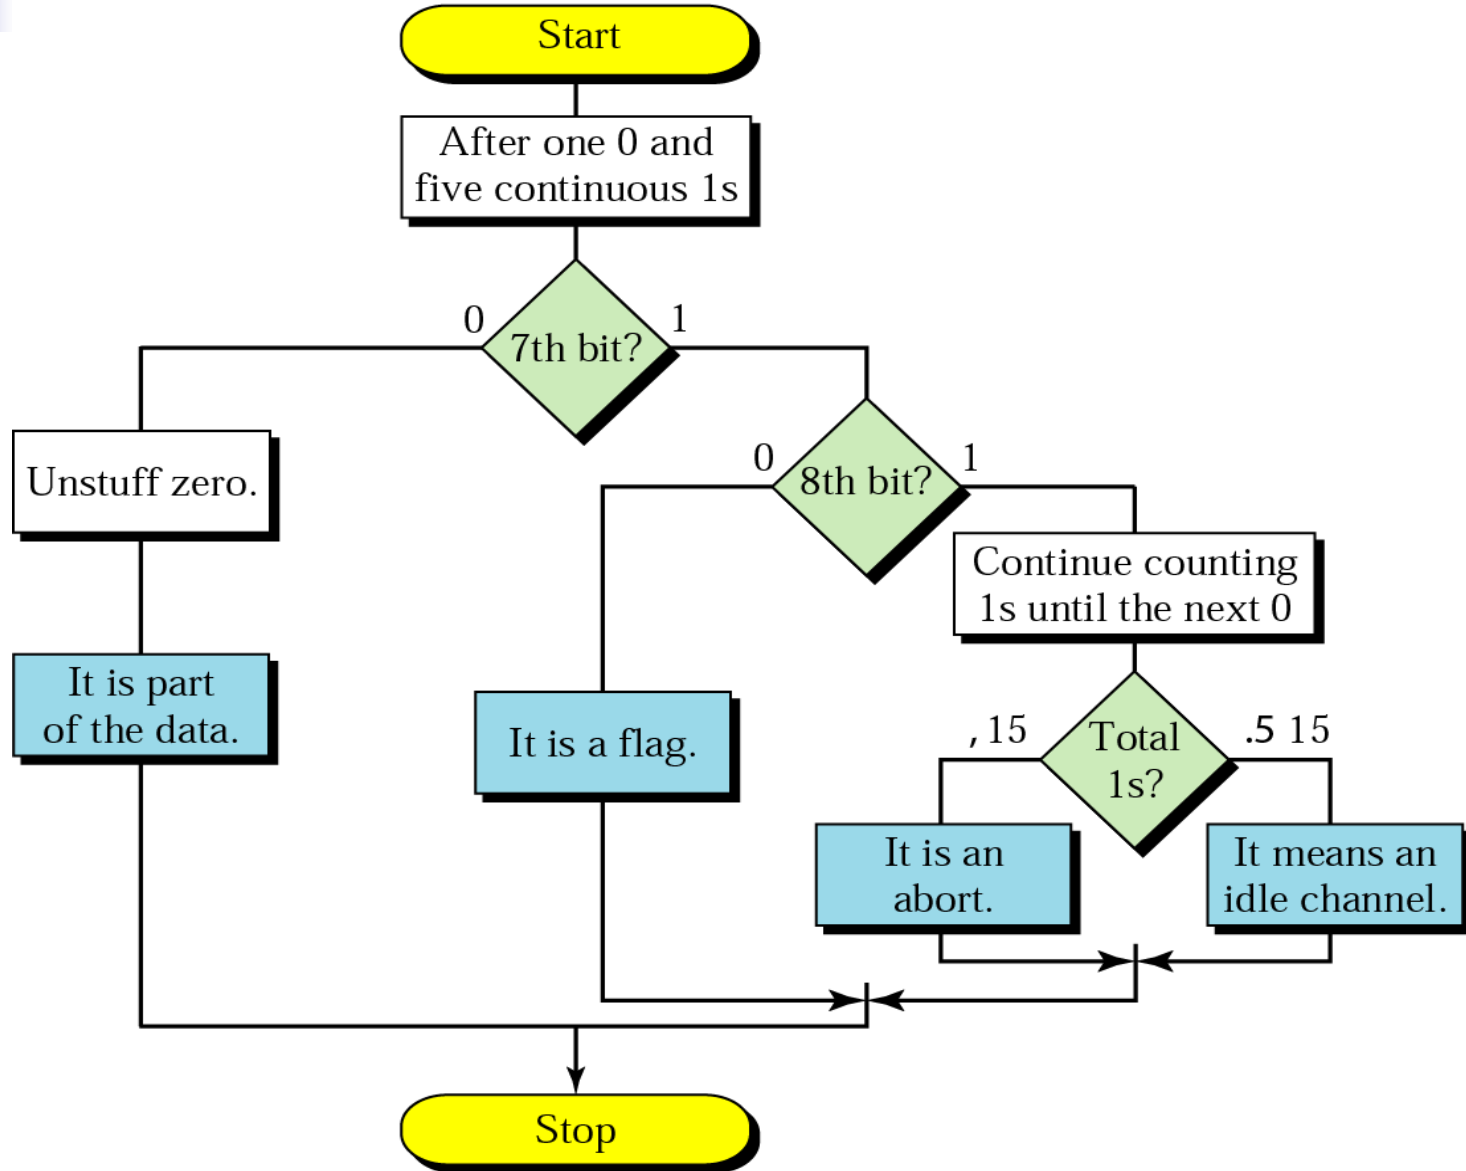 Start
After one 0 and
five continuous 1s
0
1
7th bit?
0
1
8th bit?
Unstuff zero.
Continue counting
1s until the next 0
It is part
of the data.
It is a flag.
, 15
.5 15
Total
1s?
It is an
abort.
It means an
idle channel.
Stop